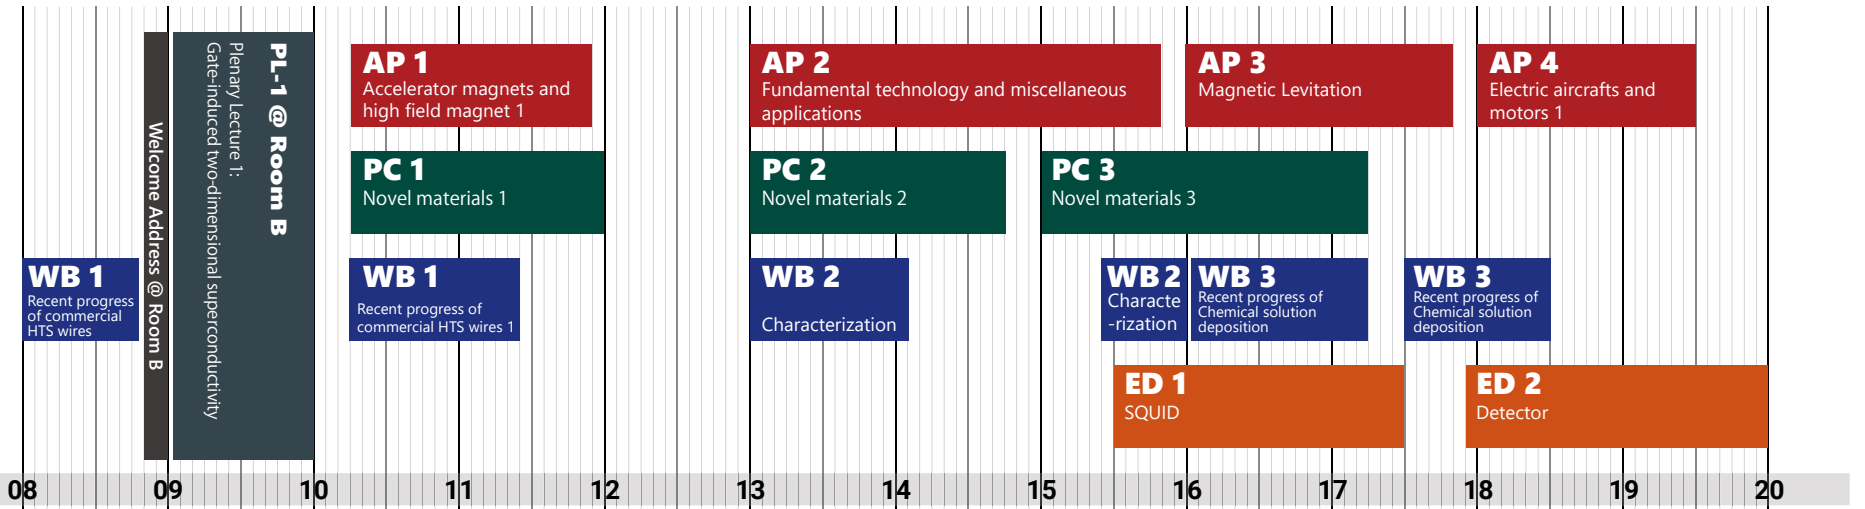 WB 1
Recent progress
of commercial
HTS wires
Welcome Address @ Room B
PL-1 @ Room B
Plenary Lecture 1:
Gate-induced two-dimensional superconductivity
AP 1
Accelerator magnets and
high field magnet 1
AP 2
Fundamental technology and miscellaneous
applications
AP 3
Magnetic Levitation
AP 4
Electric aircrafts and
motors 1
PC 1
Novel materials 1
PC 2
Novel materials 2
PC 3
Novel materials 3
WB 1
Recent progress of
commercial HTS wires 1
WB 2
Characterization
WB 2
Characte
-rization
WB 3
Recent progress of
Chemical solution
deposition
WB 3
Recent progress of
Chemical solution
deposition
ED 1
SQUID
ED 2
Detector
08 09 10 11 12 13 14 15 16 17 18 19 20